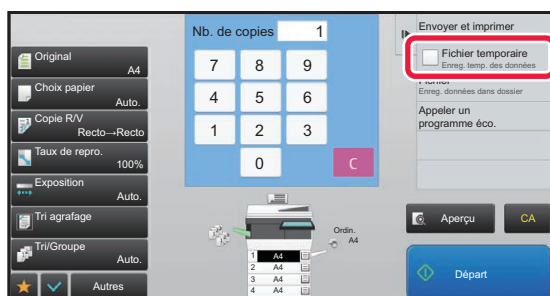 Original
A4
Choix papier
Auto.
Copie R/V
Recto→Recto
Taux de repro.
100%
Exposition
Auto.
Tri agrafage
Tri/Groupe
Auto.
Autres
Nb. de copies 1
7 8 9
4 5 6
1 2 3
0 C
Ordin.
A4
1 A4
2 A4
3 A4
4 A4
Envoyer et imprimer
Fichier temporaire
Enreg. temp. des données
Fichier
Enreg. données dans dossier
Appeler un
programme éco.
Aperçu
CA
Départ